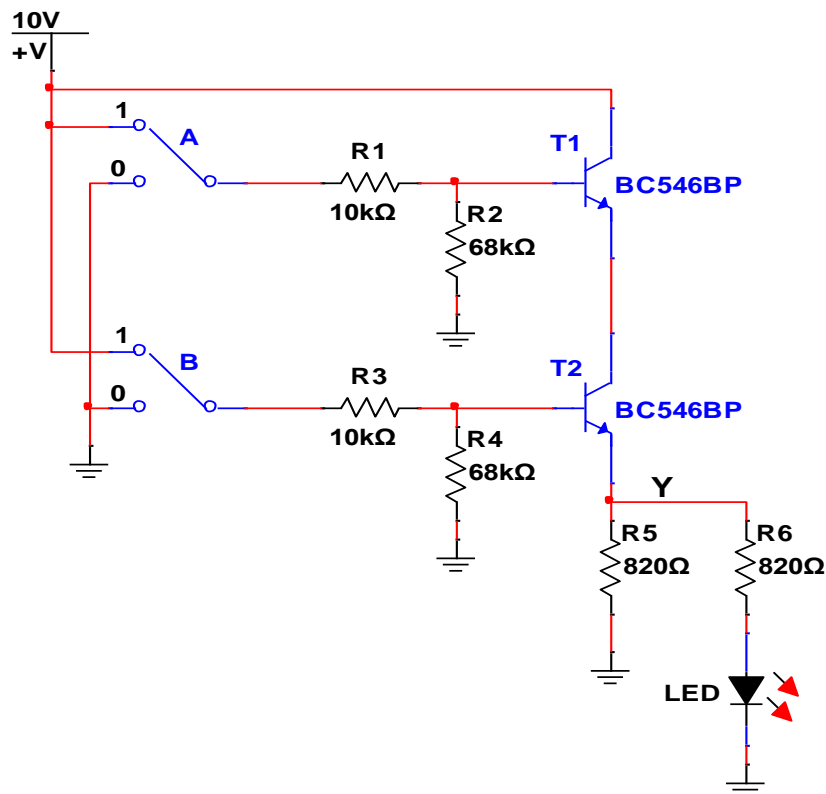 10V
+V
1
A
0
R1
10kΩ
R2
68kΩ
T1
BC546BP
1
B
0
R3
10kΩ
R4
68kΩ
T2
BC546BP
Y
R5
820Ω
R6
820Ω
LED